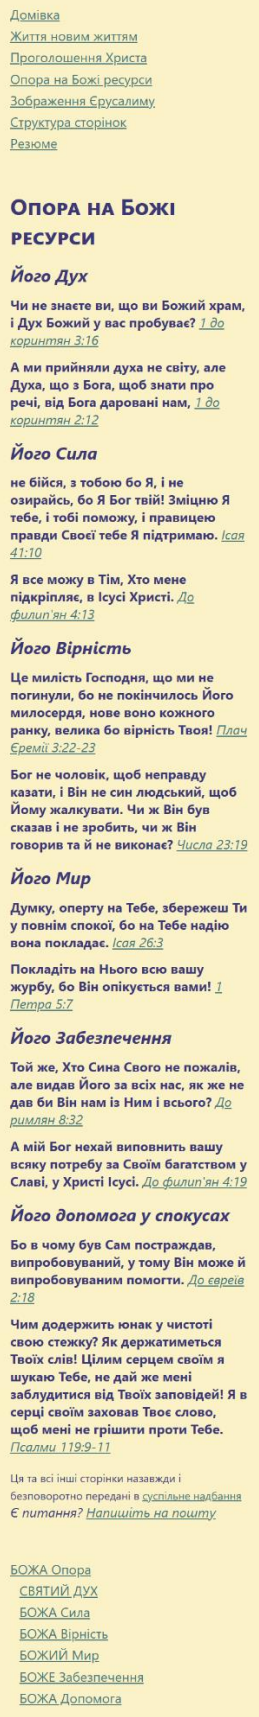 Домівка
Життя новим життям
Проголошення Христа
Опора на Божі ресурси
Зображення Єрусалиму
Структура сторінок
Резюме
Опора на Божі
ресурси
Його Дух
Чи не знаєте ви, що ви Божий храм,
і Дух Божий у вас пробуває? 1 до
коринтян 3:16
А ми прийняли духа не світу, але
Духа, що з Бога, щоб знати про
речі, від Бога даровані нам, 1 до
коринтян 2:12
Його Сила
не бійся, з тобою бо Я, і не
озирайсь, бо Я Бог твій! Зміцню Я
тебе, і тобі поможу, і правицею
правди Своєї тебе Я підтримаю. Ісая
41:10
Я все можу в Тім, Хто мене
підкріпляє, в Ісусі Христі. До
филип'ян 4:13
Його Вірність
Це милість Господня, що ми не
погинули, бо не покінчилось Його
милосердя, нове воно кожного
ранку, велика бо вірність Твоя! Плач
Єремії 3:22-23
Бог не чоловік, щоб неправду
казати, і Він не син людський, щоб
Йому жалкувати. Чи ж Він був
сказав і не зробить, чи ж Він
говорив та й не виконає? Числа 23:19
Його Мир
Думку, оперту на Тебе, збережеш Ти
у повнім спокої, бо на Тебе надію
вона покладає. Ісая 26:3
Покладіть на Нього всю вашу
журбу, бо Він опікується вами! 1
Петра 5:7
Його Забезпечення
Той же, Хто Сина Свого не пожалів,
але видав Його за всіх нас, як же не
дав би Він нам із Ним і всього? До
римлян 8:32
А мій Бог нехай виповнить вашу
всяку потребу за Своїм багатством у
Славі, у Христі Ісусі. До филип'ян 4:19
Його допомога у спокусах
Бо в чому був Сам постраждав,
випробовуваний, у тому Він може й
випробовуваним помогти. До євреїв
2:18
Чим додержить юнак у чистоті
свою стежку? Як держатиметься
Твоїх слів! Цілим серцем своїм я
шукаю Тебе, не дай же мені
заблудитися від Твоїх заповідей! Я в
серці своїм заховав Твоє слово,
щоб мені не грішити проти Тебе.
Псалми 119:9-11
Ця та всі інші сторінки назавжди і
безповоротно передані в суспільне надбання
Є питання? Напишіть на пошту
БОЖА Опора
СВЯТИЙ ДУХ
БОЖА Сила
БОЖА Вірність
БОЖИЙ Мир
БОЖЕ Забезпечення
БОЖА Допомога